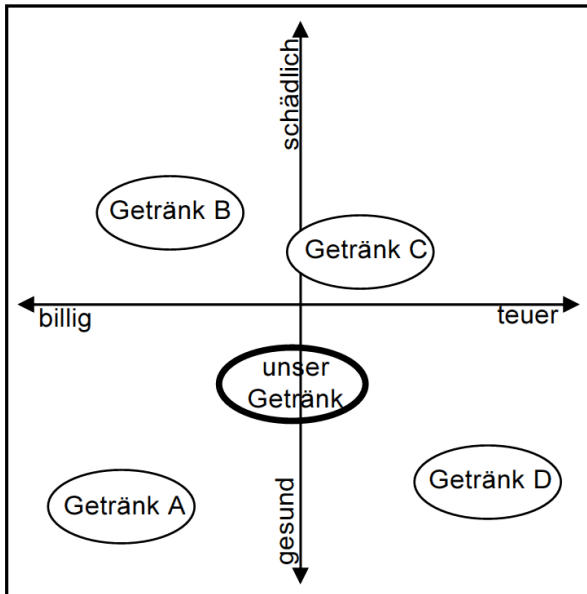 schädlich
Getränk B
Getränk C
billig
teuer
unser
Getränk
Getränk D
Getränk A
gesund